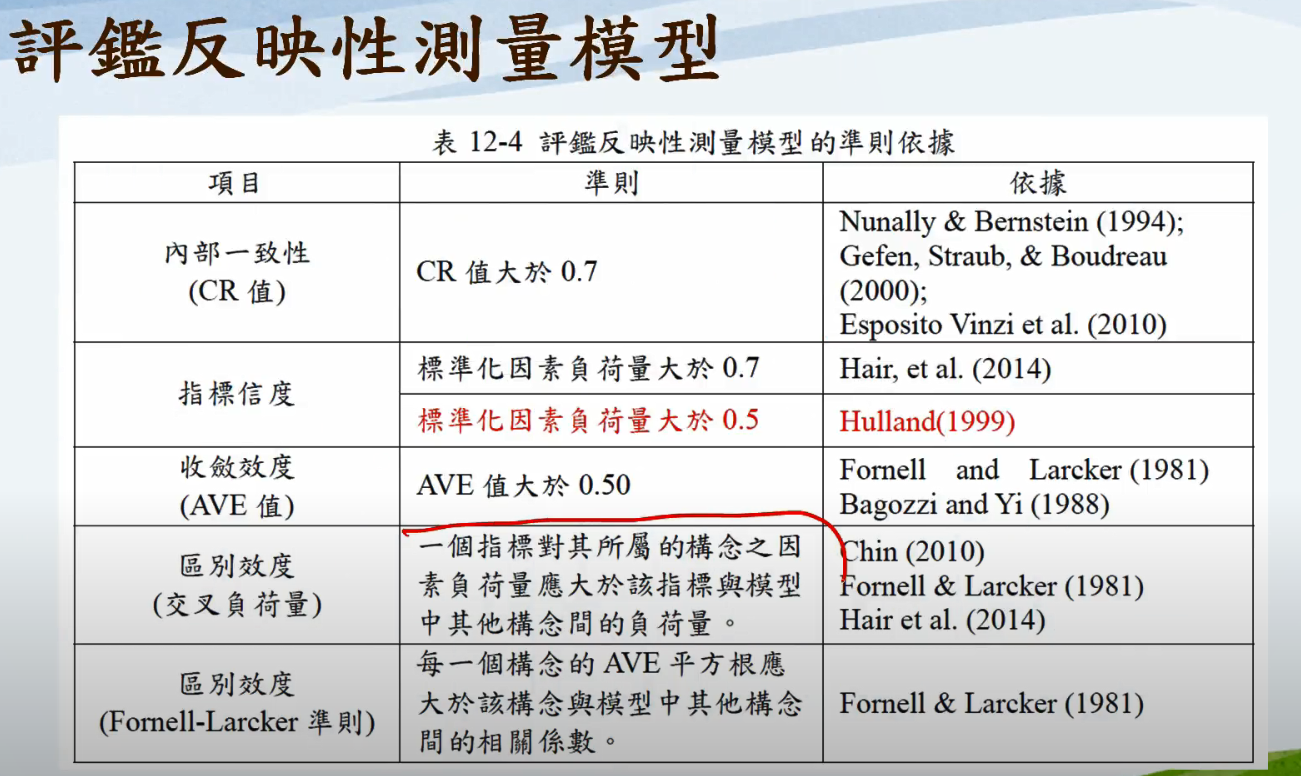 評鑑反映性測量模型
表 12-4 評鑑反映性測量模型的準則依據
項目
準則
依據
內部一致性
(CR 值)
CR 值大於 0.7
Nunally & Bernstein (1994);
Gefen, Straub, & Boudreau
(2000);
Esposito Vinzi et al. (2010)
指標信度
標準化因素負荷量大於 0.7
Hair, et al. (2014)
標準化因素負荷量大於 0.5
Hulland(1999)
收斂效度
(AVE 值)
AVE 值大於 0.50
Fornell and Larcker (1981)
Bagozzi and Yi (1988)
區別效度
(交叉負荷量)
一個指標對其所屬的構念之因
素負荷量應大於該指標與模型
中其他構念間的負荷量。
Chin (2010)
Fornell & Larcker (1981)
Hair et al. (2014)
區別效度
(Fornell-Larcker 準則)
每一個構念的 AVE 平方根應
大於該構念與模型中其他構念
間的相關係數。
Fornell & Larcker (1981)